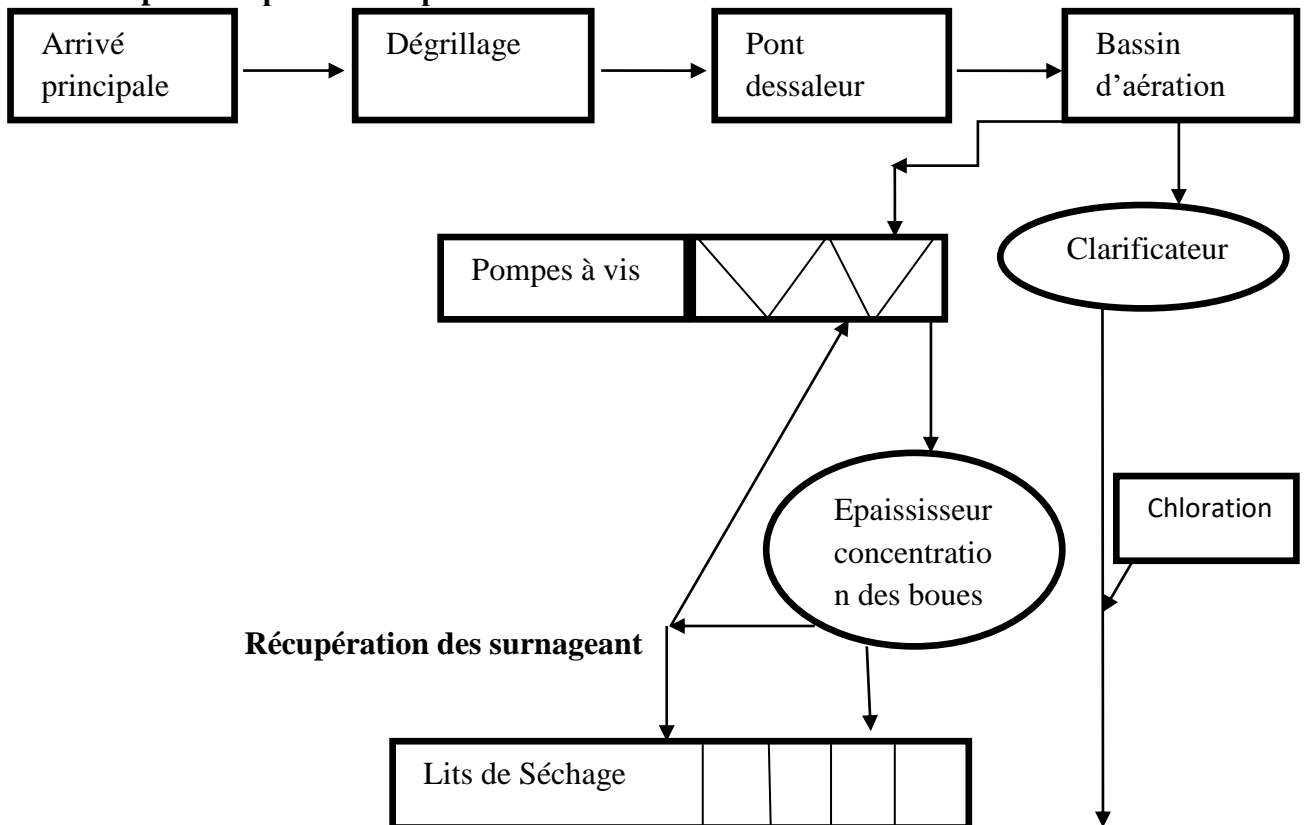 Arrivé
principale
Dégrillage
Pont
dessaleur
Bassin
d’aération
Pompes à vis
Clarificateur
Epaississeur
concentratio
n des boues
Chloration
Récupération des surnageant
Lits de Séchage